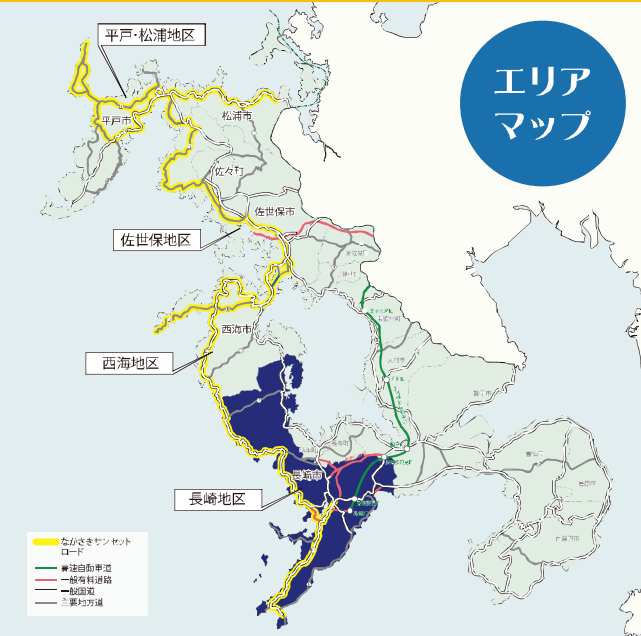 エリア
マップ
平戸・松浦地区
平戸市
松浦市
佐々町
佐世保市
佐世保地区
西海市
西海地区
長崎市
長崎地区
ながさきサンセット
ロード
高速自動車道
一般有料道路
一般国道
主要地方道